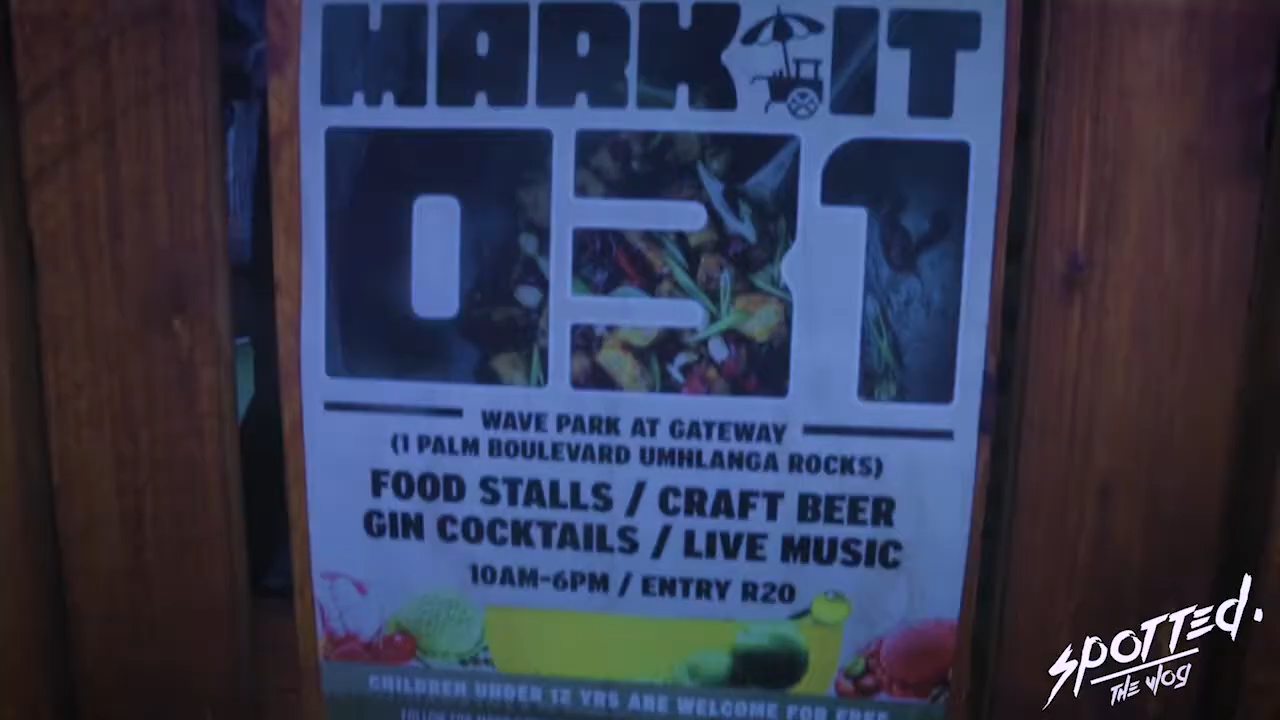 MARK IT
031
WAVE PARK AT GATEWAY
(1 PALM BOULEVARD UMHLANGA ROCKS)
FOOD STALLS / CRAFT BEER
GIN COCKTAILS / LIVE MUSIC
10AM-6PM / ENTRY R20
CHILDREN UNDER 12 YRS ARE WELCOME FOR FREE
SPOTTED.
THE VLOG